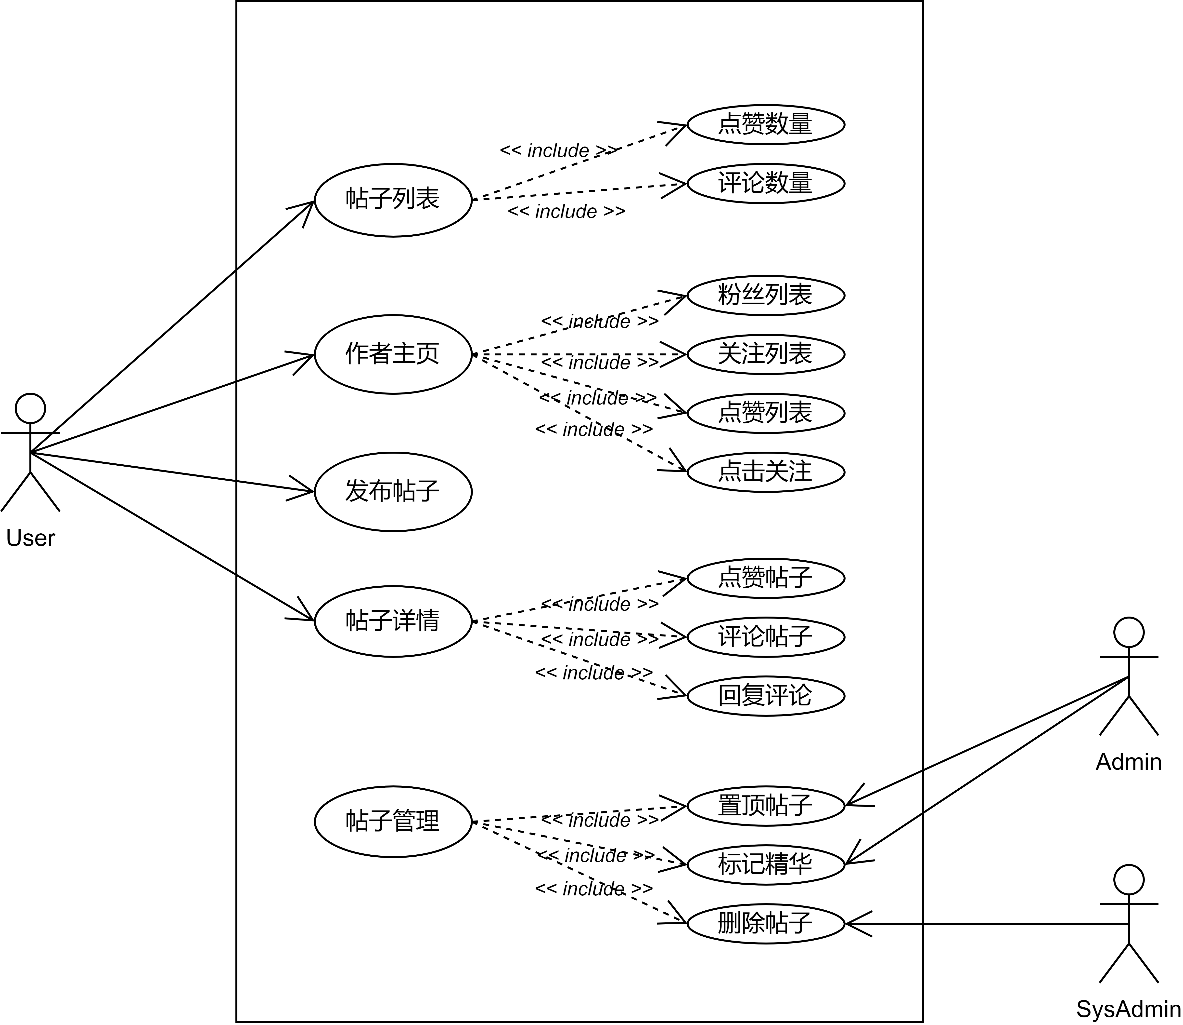 点赞数量
<< include >>
评论数量
帖子列表
<< include >>
粉丝列表
<< include >>
关注列表
作者主页
<< include >>
<< include >>
点赞列表
<< include >>
点击关注
发布帖子
User
点赞帖子
<< include >>
帖子详情
<< include >>
评论帖子
<< include >>
回复评论
Admin
置顶帖子
<< include >>
帖子管理
<< include >>
标记精华
<< include >>
删除帖子
SysAdmin